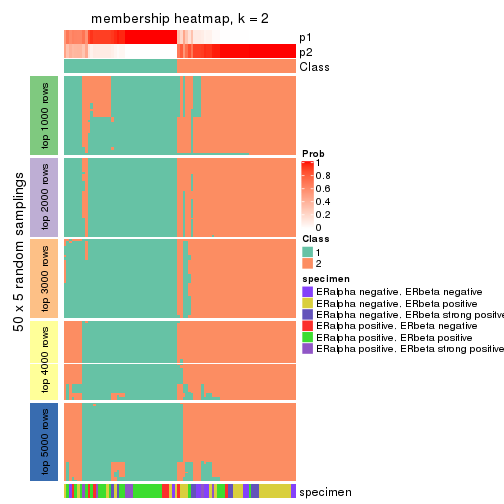 membership heatmap, k = 2
p1
p2
Class
50 x 5 random samplings
top 1000 rows
top 2000 rows
top 3000 rows
top 4000 rows
top 5000 rows
Prob
1
0.8
0.6
0.4
0.2
0
Class
1
2
specimen
ERalpha negative. ERbeta negative
ERalpha negative. ERbeta positive
ERalpha negative. ERbeta strong positive
ERalpha positive. ERbeta negative
ERalpha positive. ERbeta positive
ERalpha positive. ERbeta strong positive
specimen